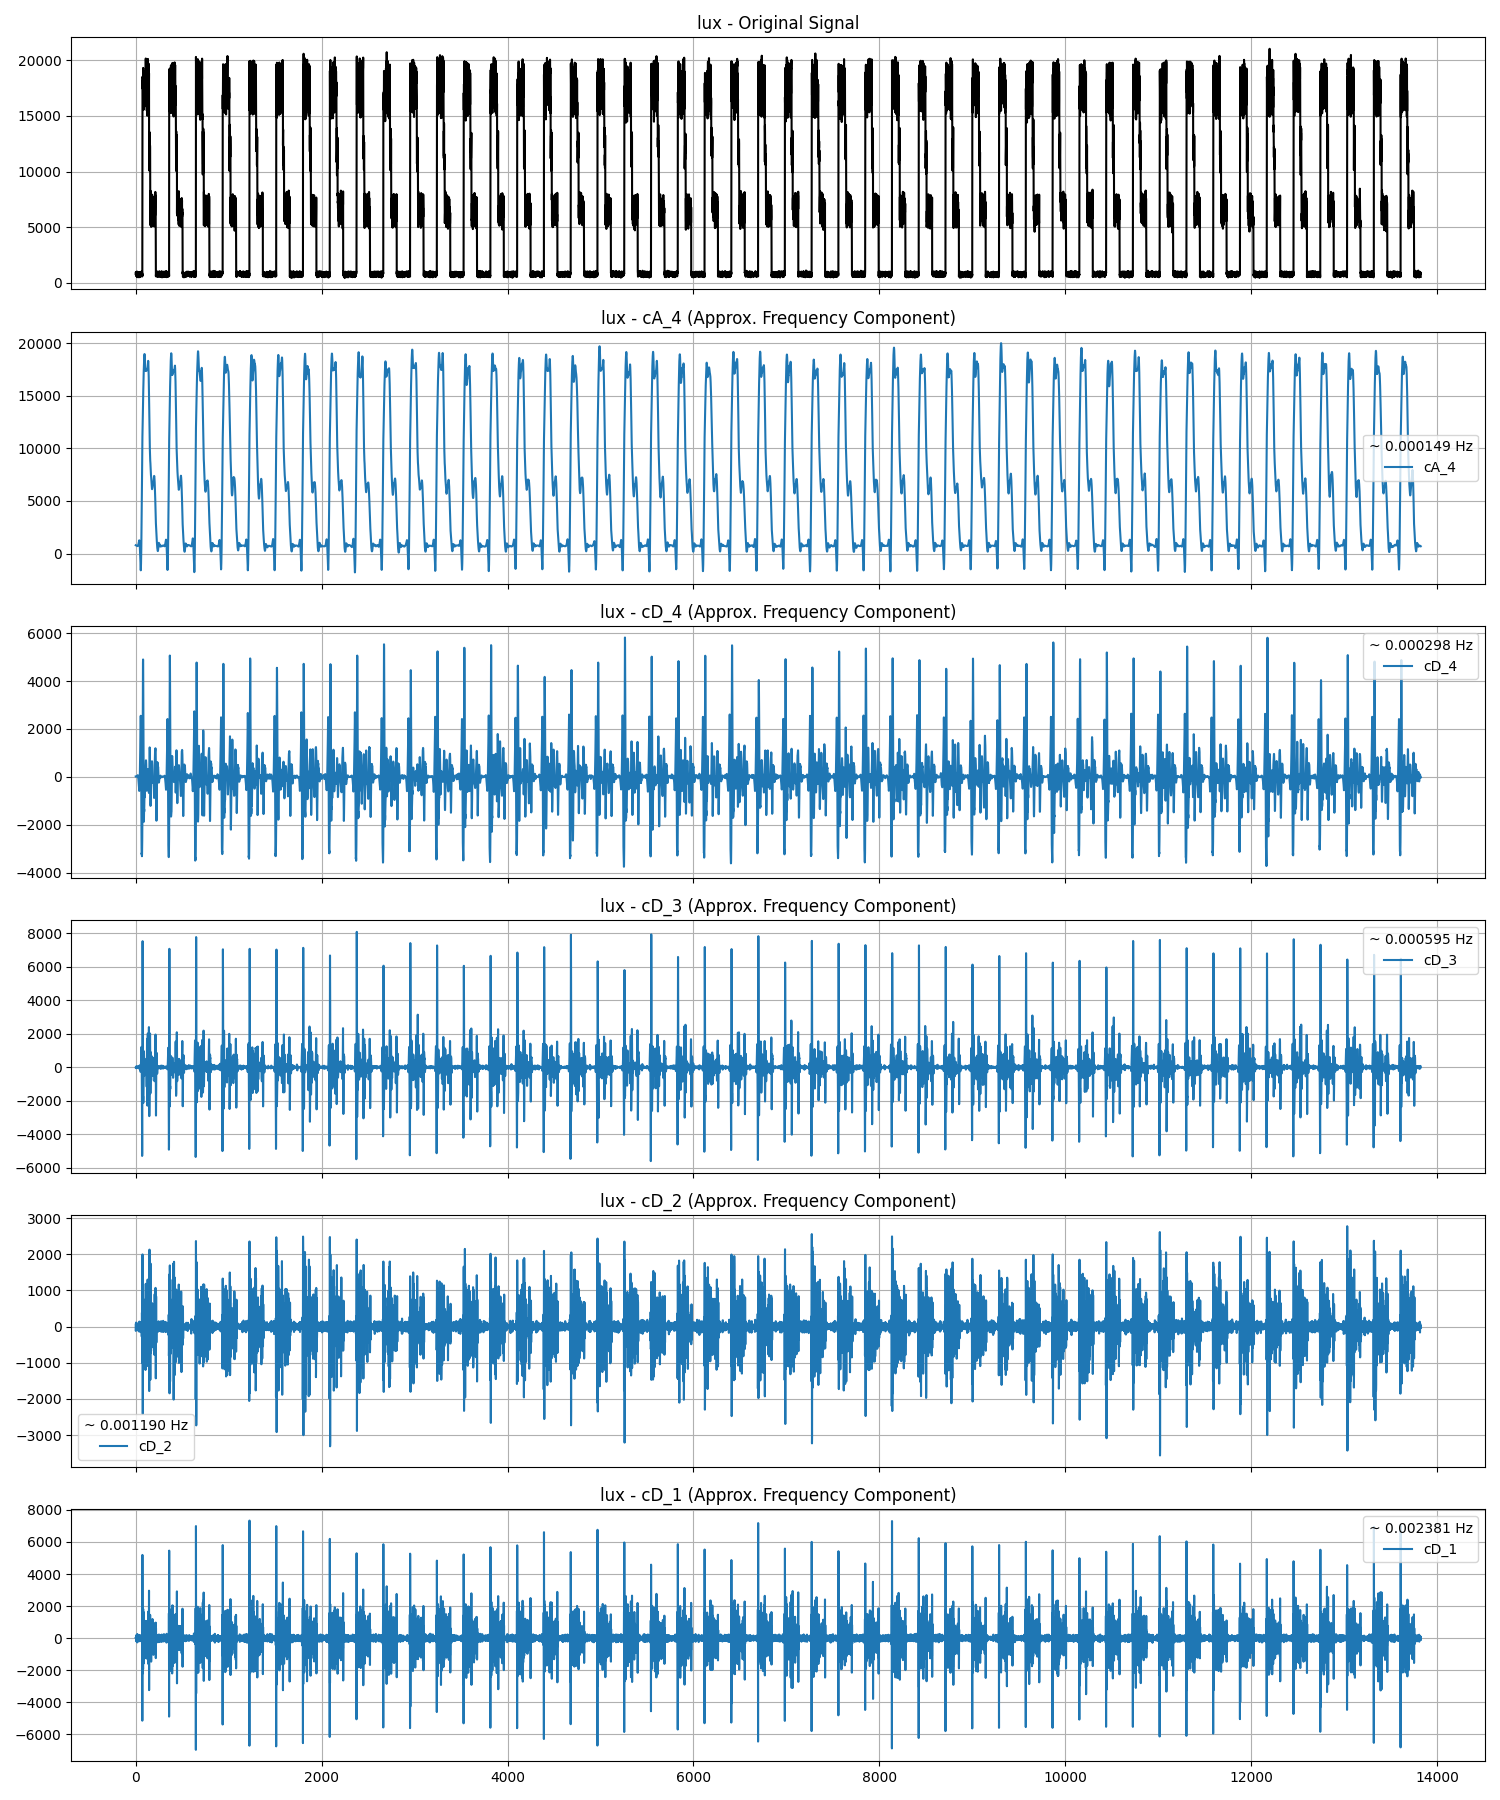 lux - Original Signal
20000
15000
10000
5000
0
lux - cA_4 (Approx. Frequency Component)
20000
15000
10000
5000
0
~ 0.000149 Hz
cA_4
lux - cD_4 (Approx. Frequency Component)
6000
4000
2000
0
−2000
−4000
~ 0.000298 Hz
cD_4
lux - cD_3 (Approx. Frequency Component)
8000
6000
4000
2000
0
−2000
−4000
−6000
~ 0.000595 Hz
cD_3
lux - cD_2 (Approx. Frequency Component)
3000
2000
1000
0
−1000
−2000
−3000
~ 0.001190 Hz
cD_2
lux - cD_1 (Approx. Frequency Component)
8000
6000
4000
2000
0
−2000
−4000
−6000
~ 0.002381 Hz
cD_1
0 2000 4000 6000 8000 10000 12000 14000